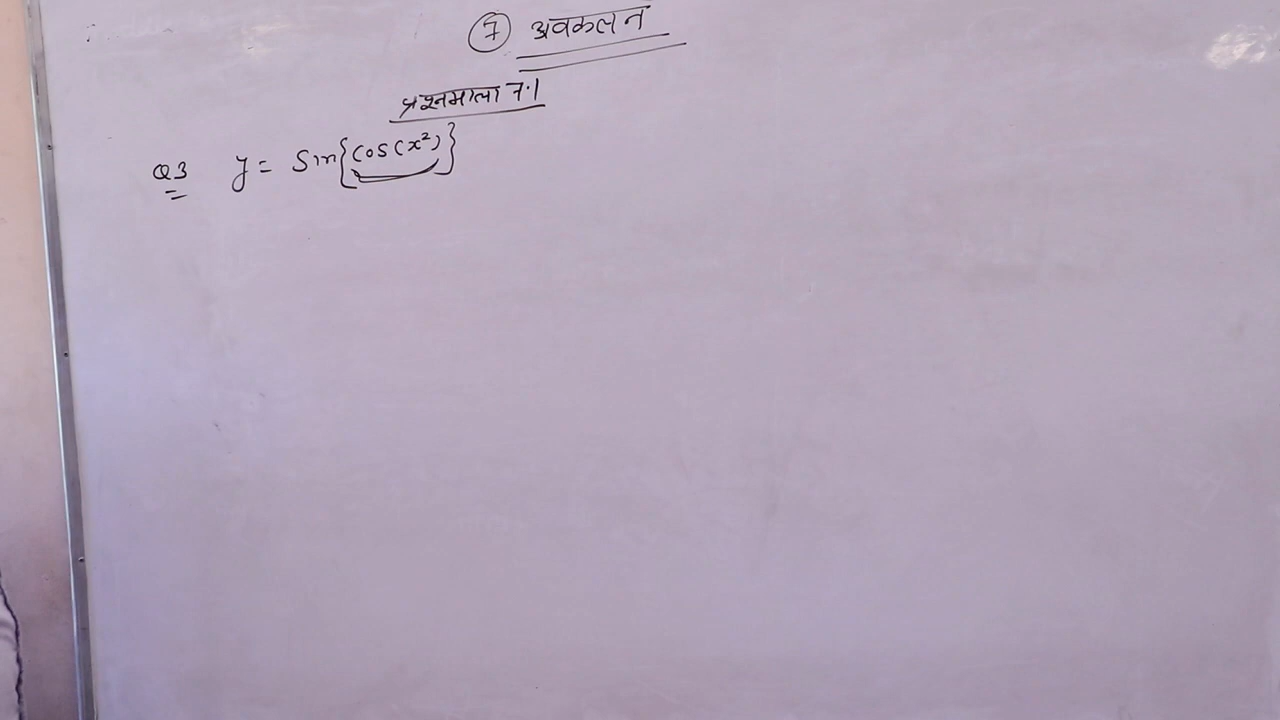 7 अवकलन
प्रश्नमाला 7.1
Q3 y = Sin{cos(x²)}